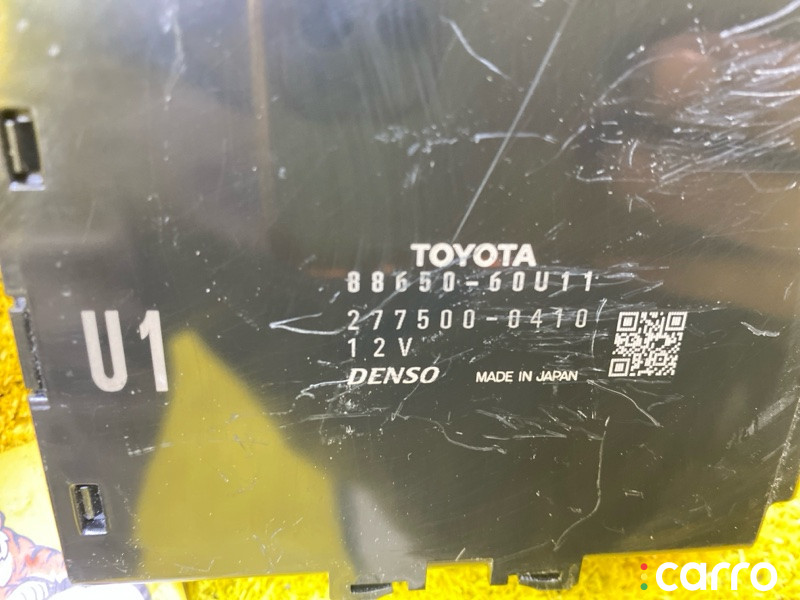 TOYOTA
88650-60U11
277500-0410
12V
DENSO MADE IN JAPAN
U1
carro